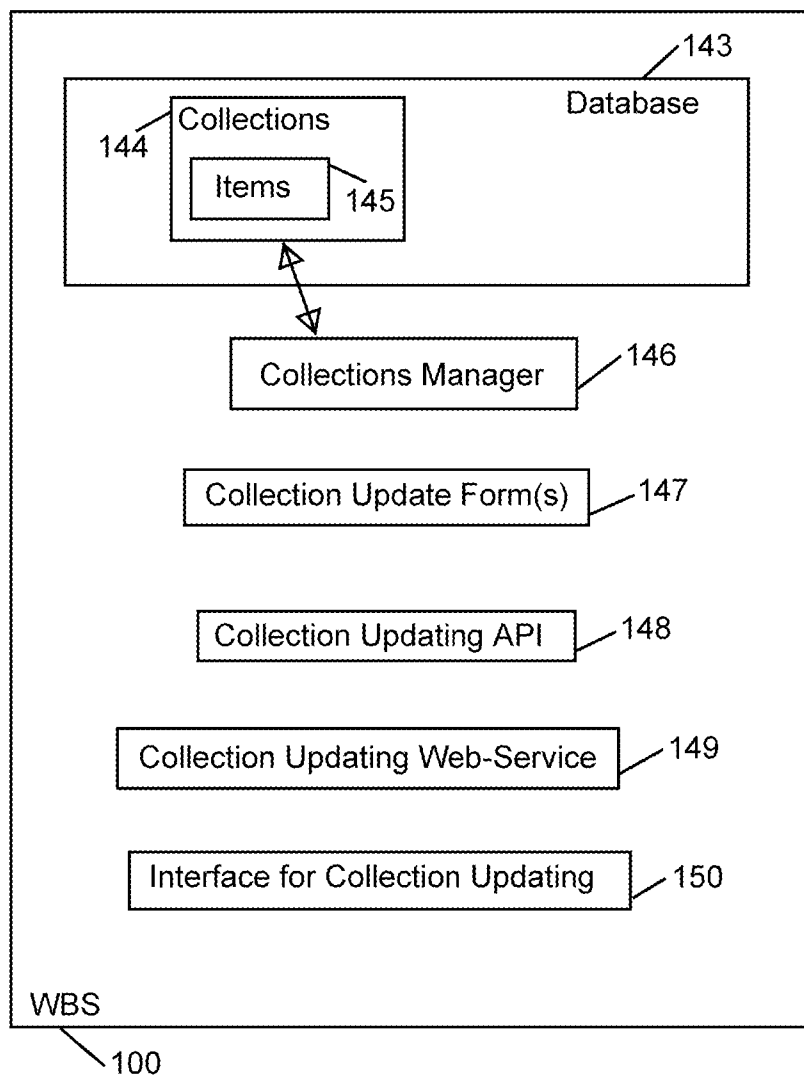 143
Database
Collections
144
Items
145
Collections Manager
146
Collection Update Form(s)
147
Collection Updating API
148
Collection Updating Web-Service
149
Interface for Collection Updating
150
WBS
100